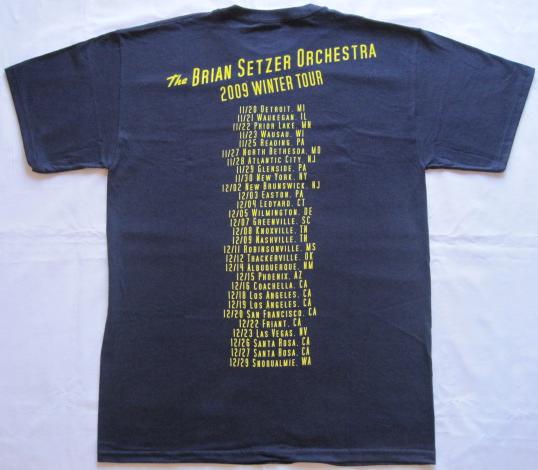 The BRIAN SETZER ORCHESTRA
2009 WINTER TOUR
11/20 DETROIT, MI
11/21 WAUKEGAN, IL
11/22 PRIOR LAKE, MN
11/23 WAUSAU, WI
11/25 READING, PA
11/27 NORTH BETHESDA, MD
11/28 ATLANTIC CITY, NJ
11/29 GLENSIDE, PA
11/30 NEW YORK, NY
12/02 NEW BRUNSWICK, NJ
12/03 EASTON, PA
12/04 LEDYARD, CT
12/05 WILMINGTON, DE
12/07 GREENVILLE, SC
12/08 KNOXVILLE, TN
12/09 NASHVILLE, TN
12/11 ROBINSONVILLE, MS
12/12 THACKERVILLE, OK
12/14 ALBUQUERQUE, NM
12/15 PHOENIX, AZ
12/16 COACHELLA, CA
12/18 LOS ANGELES, CA
12/19 LOS ANGELES, CA
12/20 SAN FRANCISCO, CA
12/22 FRIANT, CA
12/23 LAS VEGAS, NV
12/26 SANTA ROSA, CA
12/27 SANTA ROSA, CA
12/29 SNOQUALMIE, WA